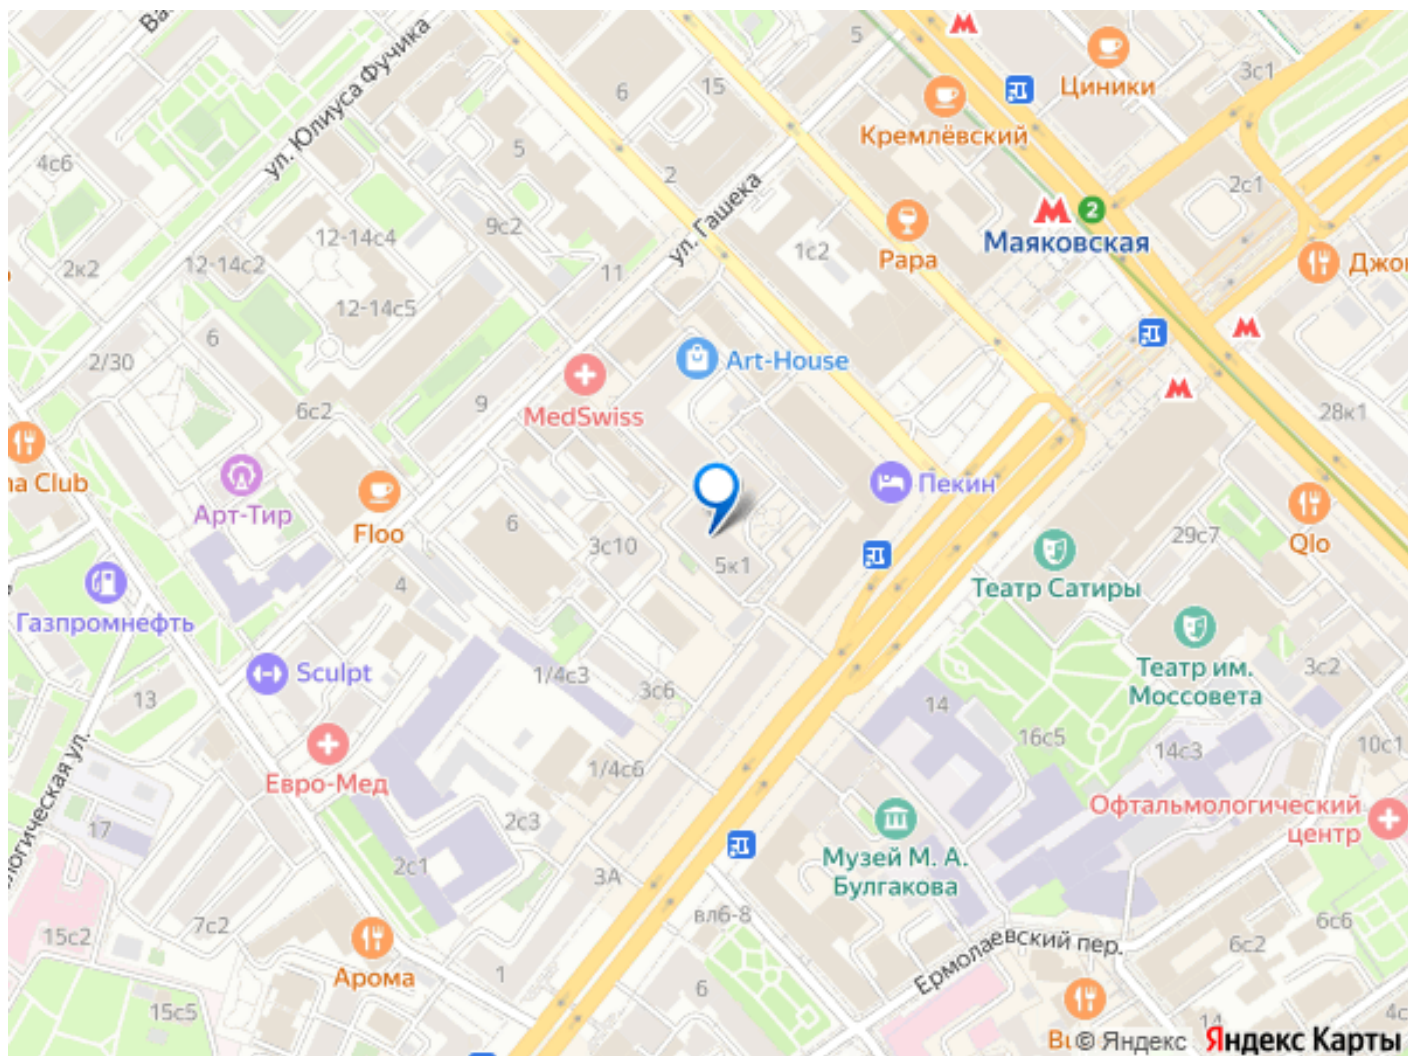 ул. Юлиуса Фучика
5
Циники
3с1
6
15
Кремлёвский
4с6
5
2
2с1
ул. Гашека
2
Маяковская
9с2
12-14с4
1с2
Рара
12-14с2
2к2
11
12-14с5
6
2/30
Art-House
MedSwiss
6с2
9
28к1
Пекин
Арт-Тир
Floo
6
3с10
29с7
Qlo
5к1
4
Театр Сатиры
Газпромнефть
Sculpt
1/4с3
Театр им.
Моссовета
3с2
13
3с6
14
16с5
14с3
10с1
Евро-Мед
1/4с6
Офтальмологический
центр
17
2с3
Музей М. А.
Булгакова
2с1
3А
вл6-8
7с2
15с2
6с6
6с2
Ермолаевский пер.
Арома
1
6
15с5
14
© Яндекс
Яндекс Карты